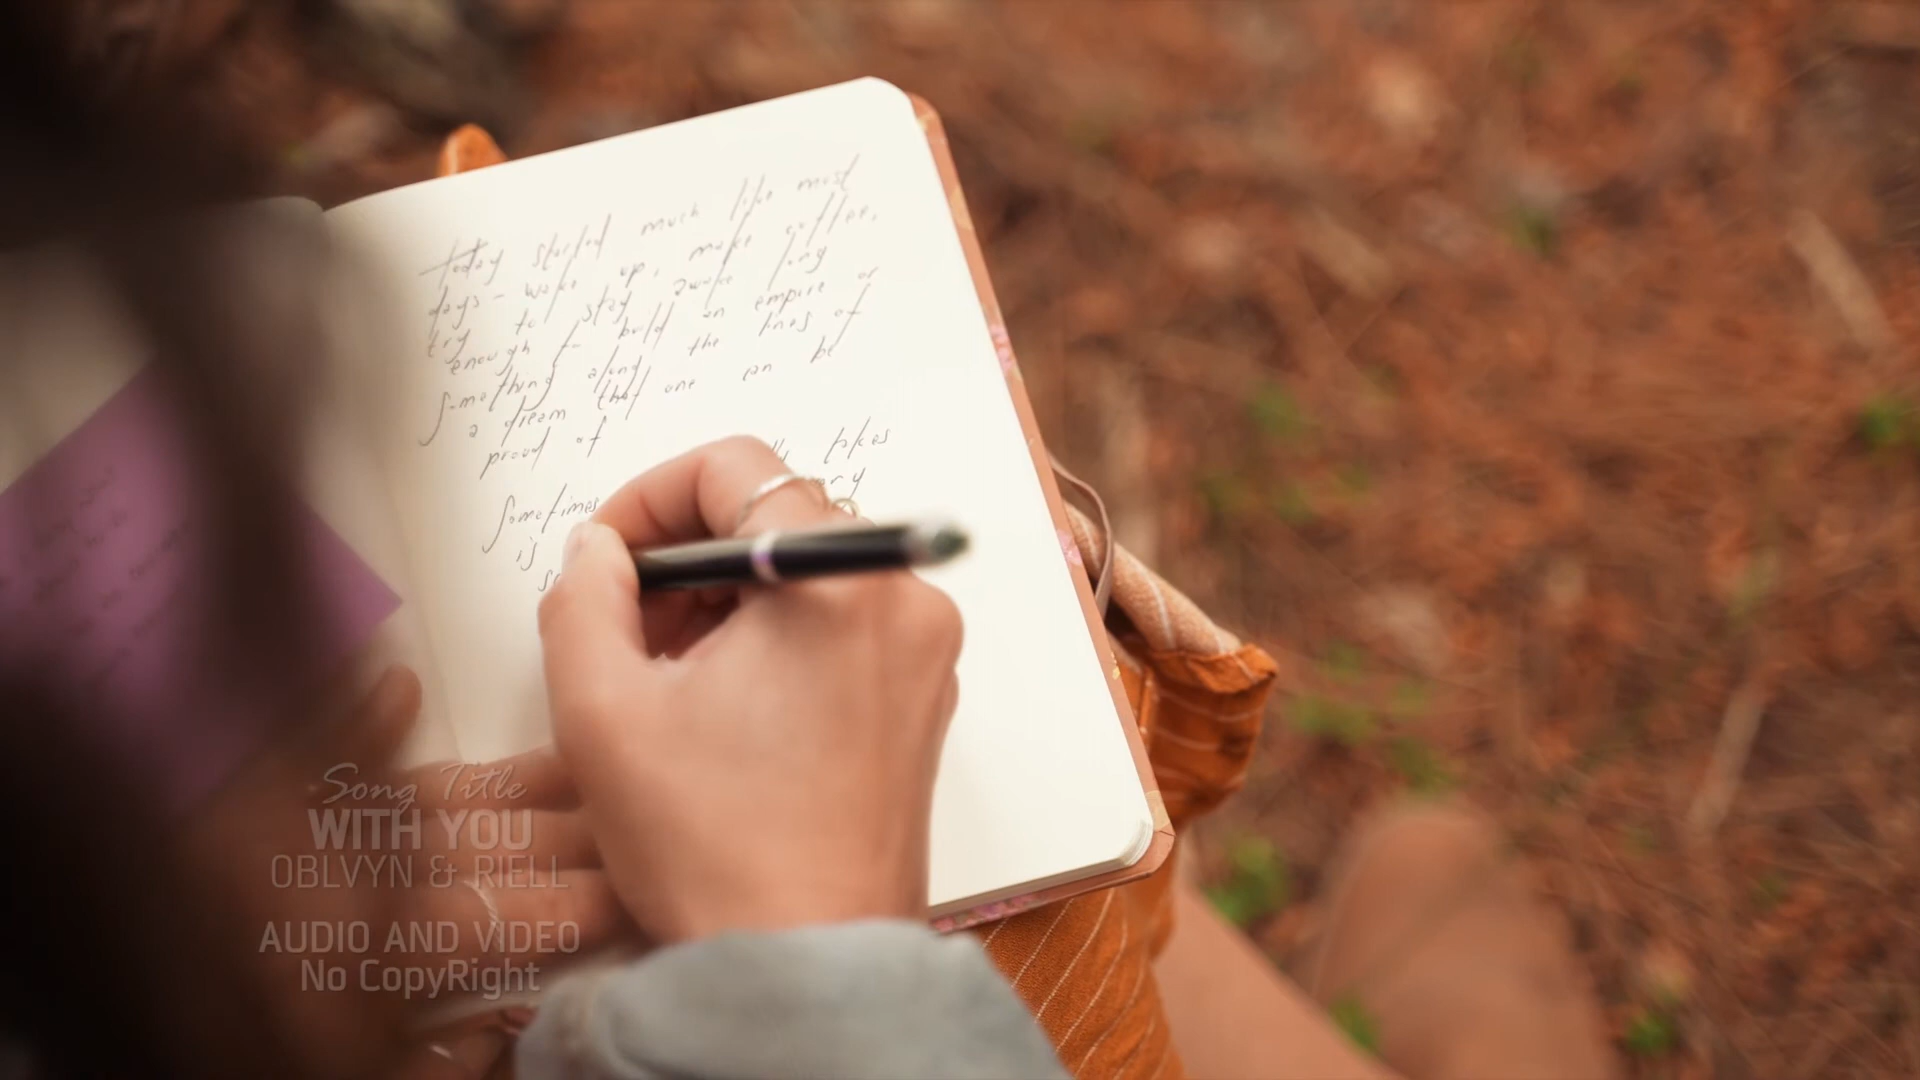 today started much like most
days - wake up, make coffee,
try to stay awake long
enough to build an empire or
something along the lines of
a dream that one can be
proud of
Sometimes takes
is
Song Title
WITH YOU
OBLVYN & RIELL
AUDIO AND VIDEO
No CopyRight